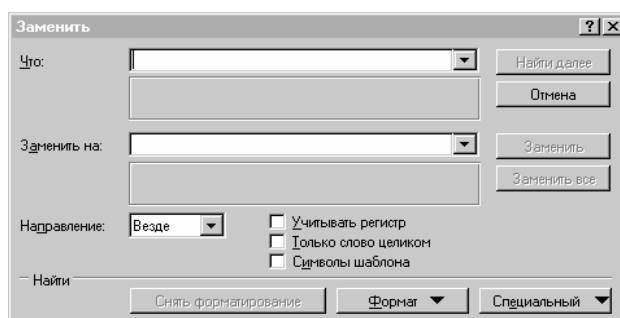 Заменить
Что:
Найти далее
Отмена
Заменить на:
Заменить
Заменить все
Направление:
Везде
Учитывать регистр
Только слово целиком
Символы шаблона
Найти
Снять форматирование
Формат
Специальный